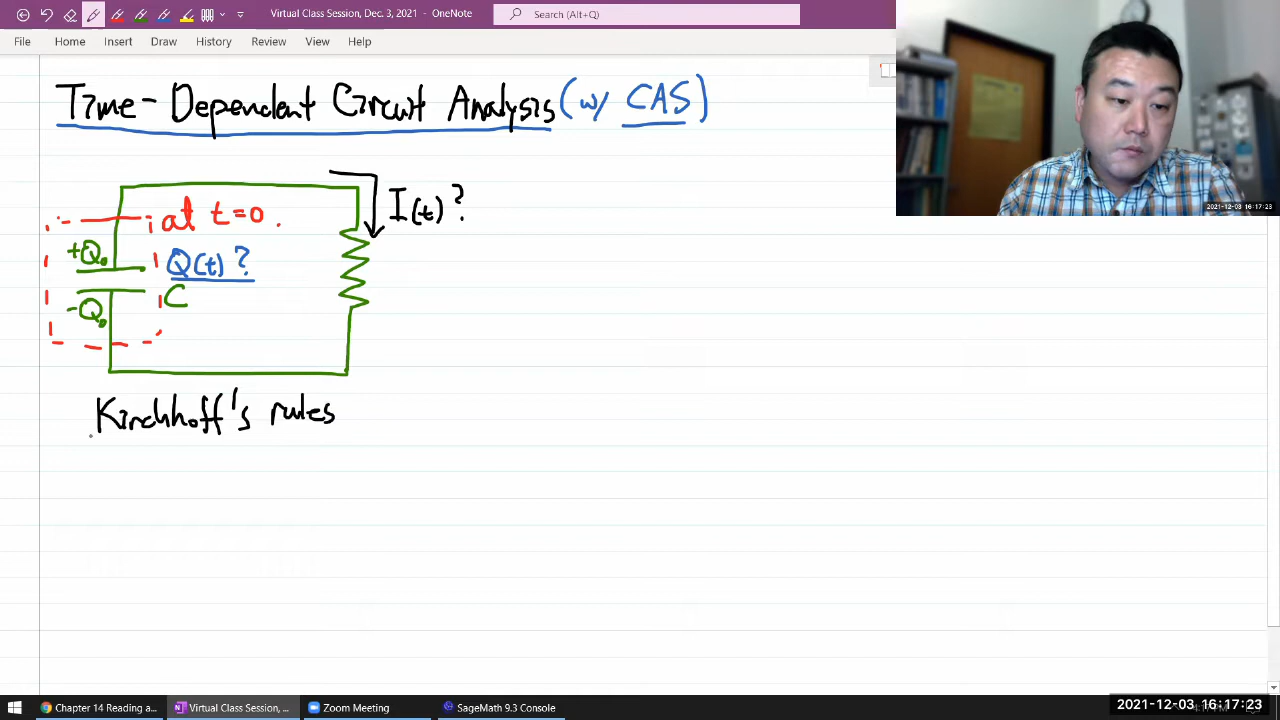 Virtual Class Session, Dec. 3, 2021 - OneNote
Search (Alt+Q)
File Home Insert Draw History Review View Help
Time-Dependent Circuit Analysis (w/ CAS)
I(t)?
at t=0.
+Q₀
Q(t)?
C
-Q₀
Kirchhoff's rules
2021-12-03 16:17:23
Chapter 14 Reading a... Virtual Class Session,... Zoom Meeting SageMath 9.3 Console
2021-12-03 16:17:23